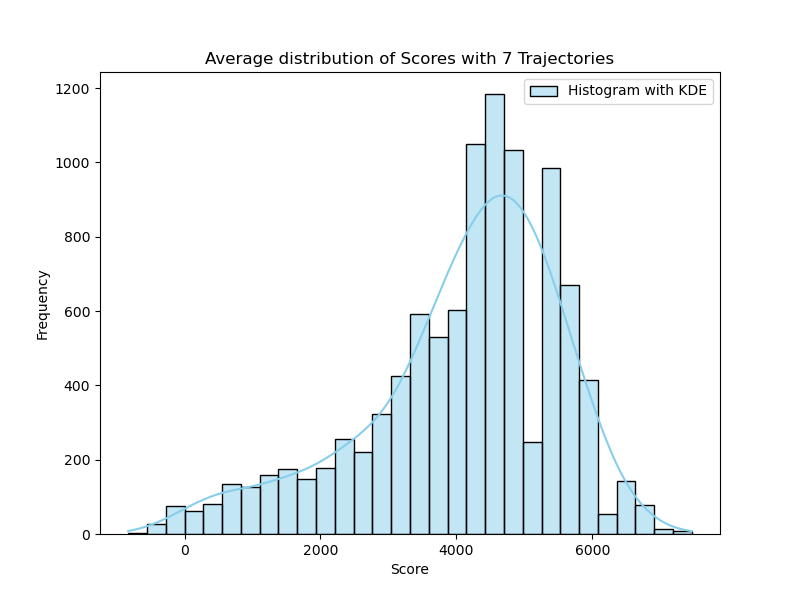 Average distribution of Scores with 7 Trajectories
Histogram with KDE
1200
1000
800
600
400
200
0
Frequency
0 2000 4000 6000
Score